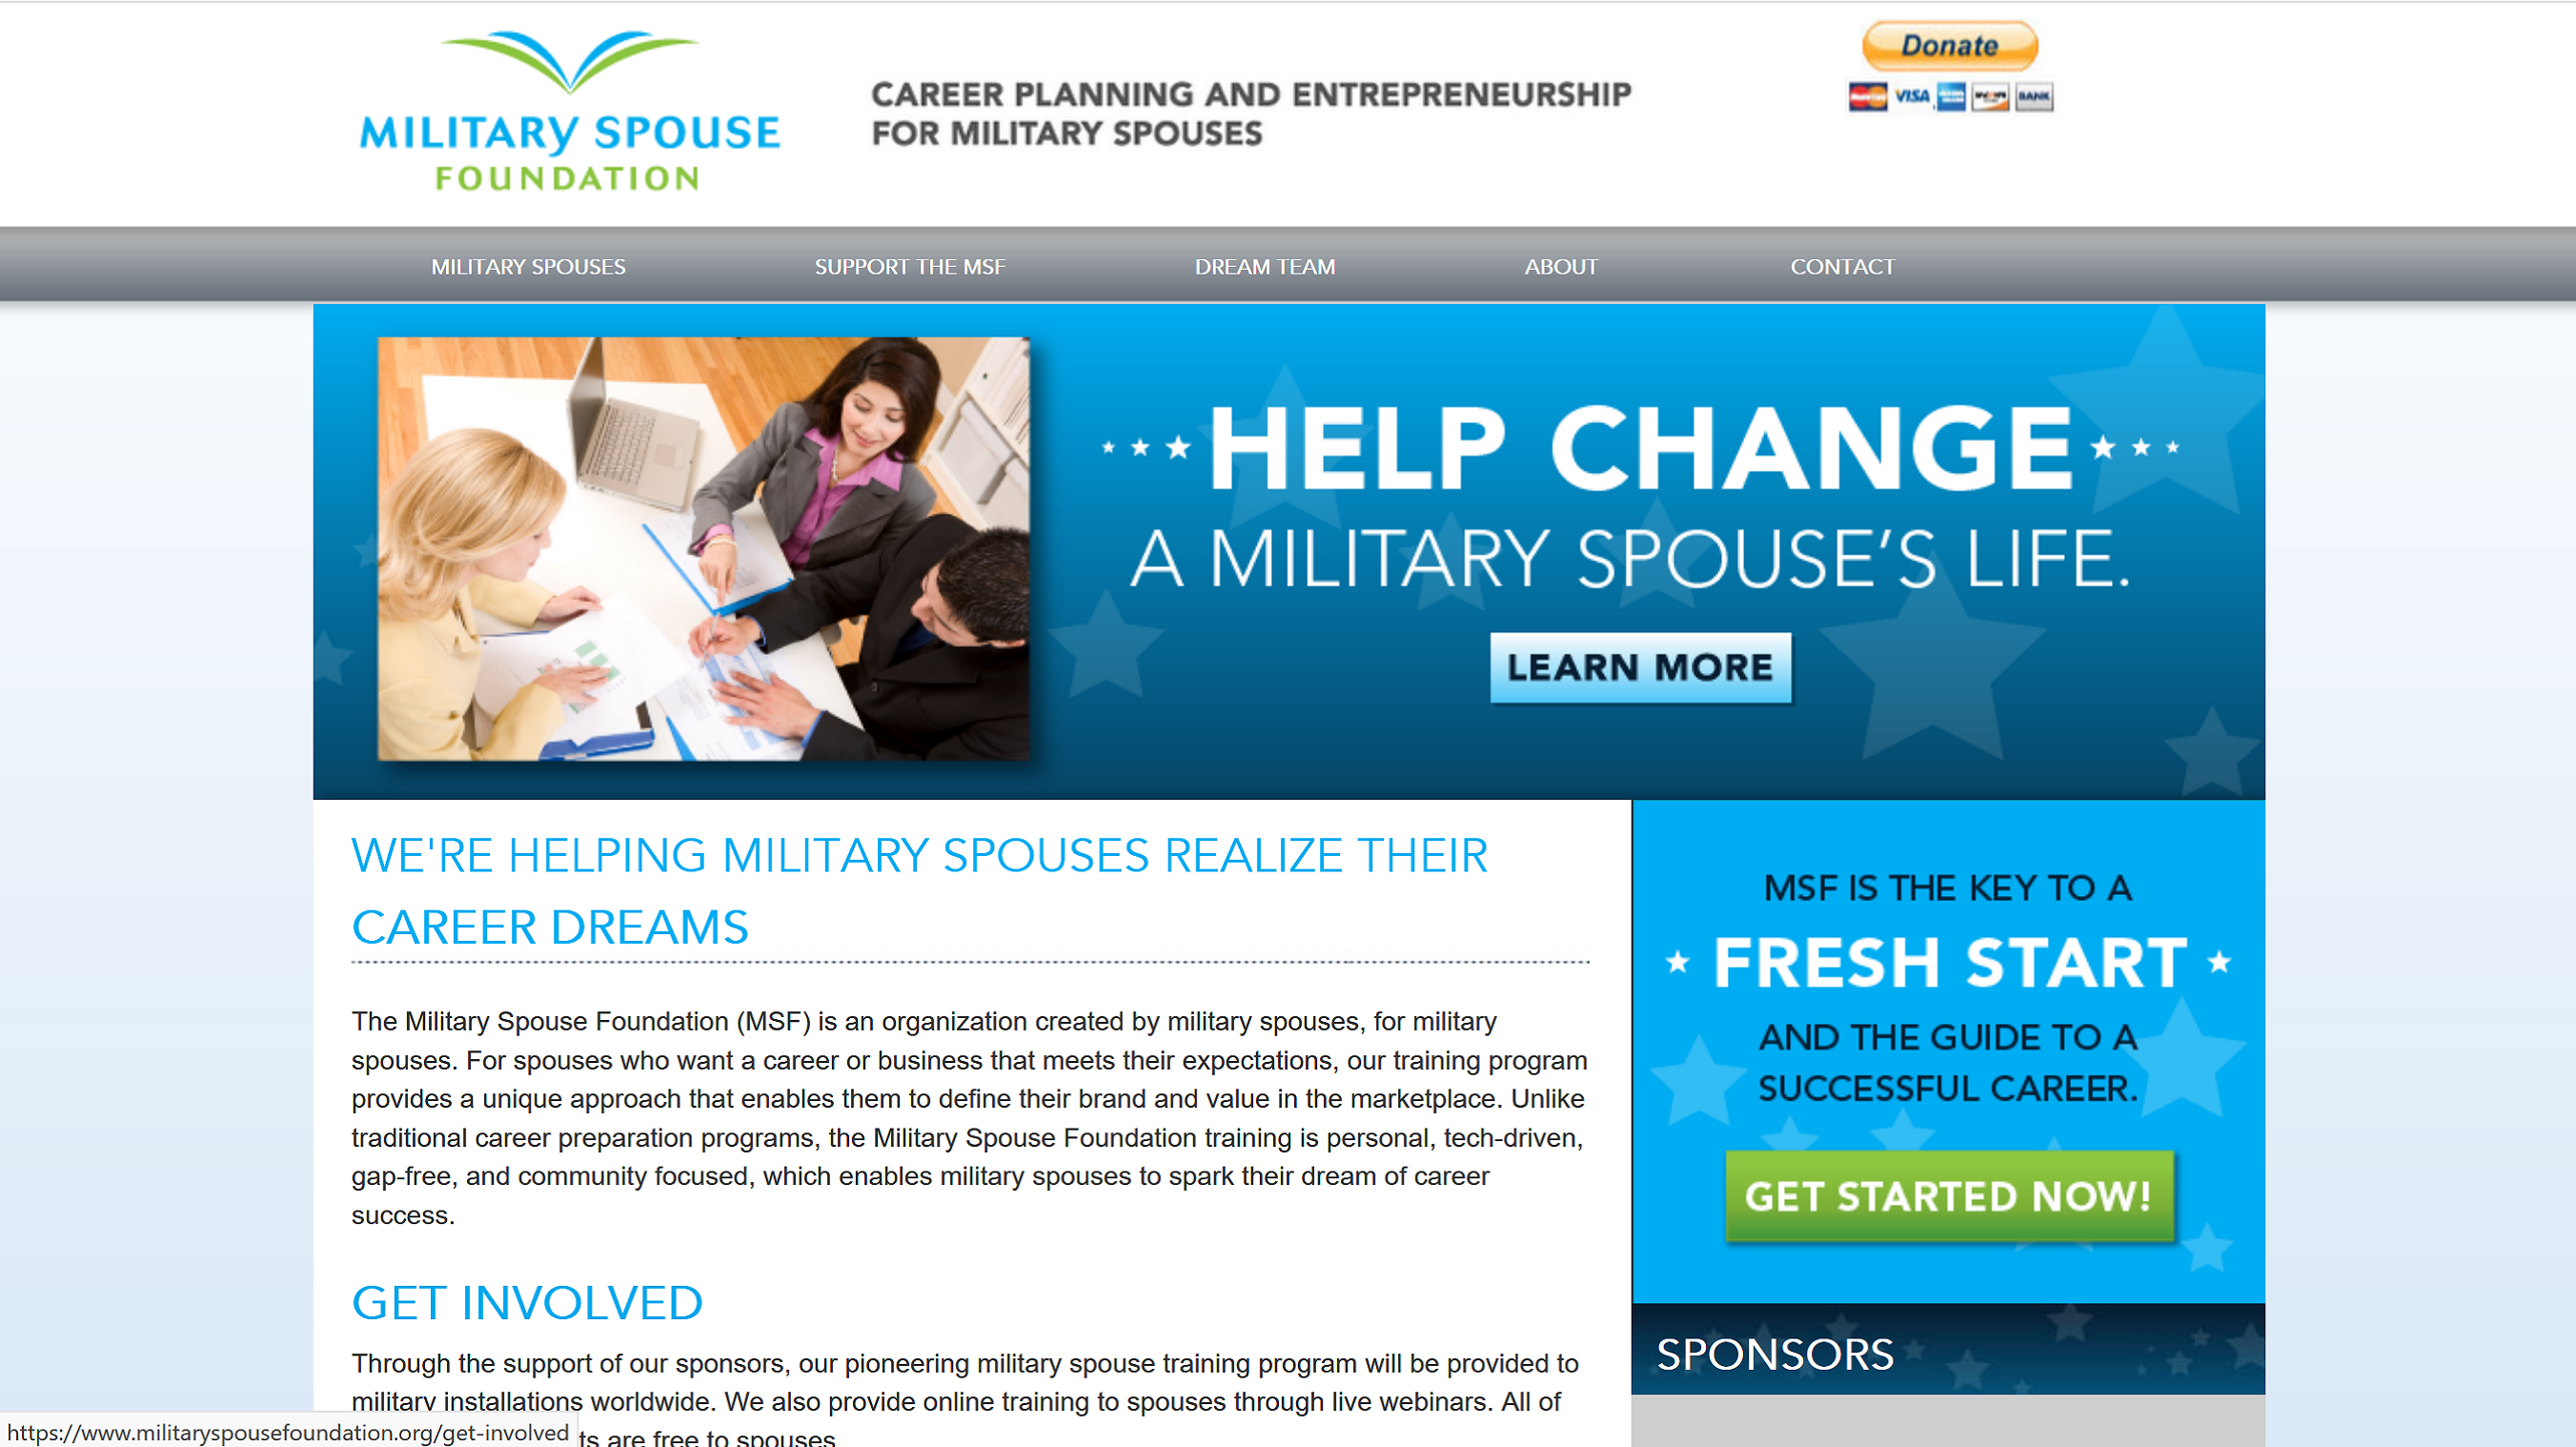 MILITARY SPOUSE
FOUNDATION
CAREER PLANNING AND ENTREPRENEURSHIP
FOR MILITARY SPOUSES
Donate
VISA
BANK
MILITARY SPOUSES
SUPPORT THE MSF
DREAM TEAM
ABOUT
CONTACT
HELP CHANGE
A MILITARY SPOUSE'S LIFE.
LEARN MORE
WE'RE HELPING MILITARY SPOUSES REALIZE THEIR
CAREER DREAMS
The Military Spouse Foundation (MSF) is an organization created by military spouses, for military
spouses. For spouses who want a career or business that meets their expectations, our training program
provides a unique approach that enables them to define their brand and value in the marketplace. Unlike
traditional career preparation programs, the Military Spouse Foundation training is personal, tech-driven,
gap-free, and community focused, which enables military spouses to spark their dream of career
success.
GET INVOLVED
Through the support of our sponsors, our pioneering military spouse training program will be provided to
military installations worldwide. We also provide online training to spouses through live webinars. All of
ts are free to spouses
MSF IS THE KEY TO A
FRESH START
AND THE GUIDE TO A
SUCCESSFUL CAREER.
GET STARTED NOW!
SPONSORS
https://www.militaryspousefoundation.org/get-involved